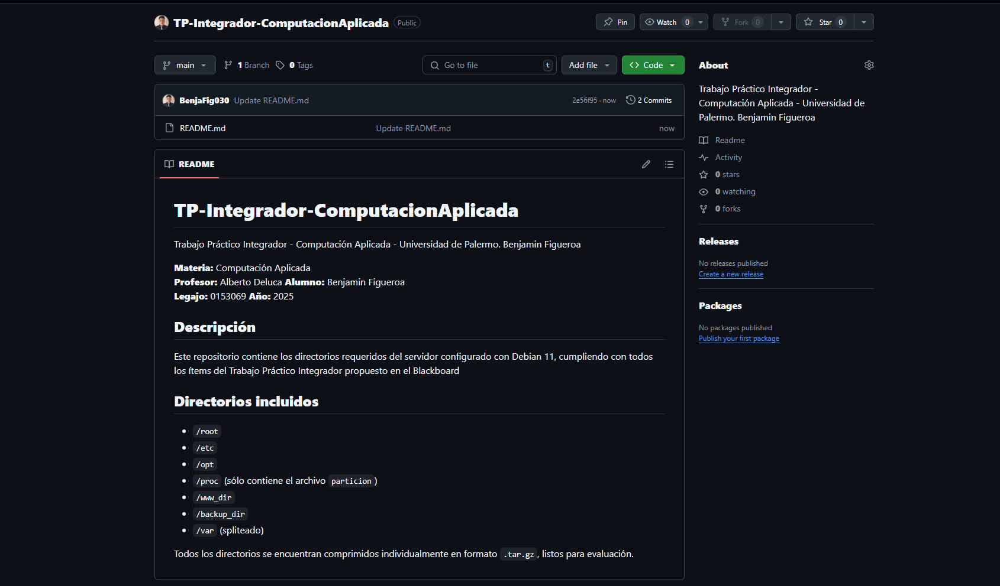 TP-Integrador-ComputacionAplicada Public
Pin
Watch 0
Fork 0
Star 0
main
1 Branch
0 Tags
Go to file t
Add file
Code
BenjaFig030 Update README.md
2e56f95 · now
2 Commits
README.md Update README.md now
README
TP-Integrador-ComputacionAplicada
Trabajo Práctico Integrador - Computación Aplicada - Universidad de Palermo. Benjamin Figueroa
Materia: Computación Aplicada
Profesor: Alberto Deluca Alumno: Benjamin Figueroa
Legajo: 0153069 Año: 2025
Descripción
Este repositorio contiene los directorios requeridos del servidor configurado con Debian 11, cumpliendo con todos
los ítems del Trabajo Práctico Integrador propuesto en el Blackboard
Directorios incluidos
/root
/etc
/opt
/proc (sólo contiene el archivo particion)
/www_dir
/backup_dir
/var (spliteado)
Todos los directorios se encuentran comprimidos individualmente en formato .tar.gz, listos para evaluación.
About
Trabajo Práctico Integrador -
Computación Aplicada - Universidad de
Palermo. Benjamin Figueroa
Readme
Activity
0 stars
0 watching
0 forks
Releases
No releases published
Create a new release
Packages
No packages published
Publish your first package